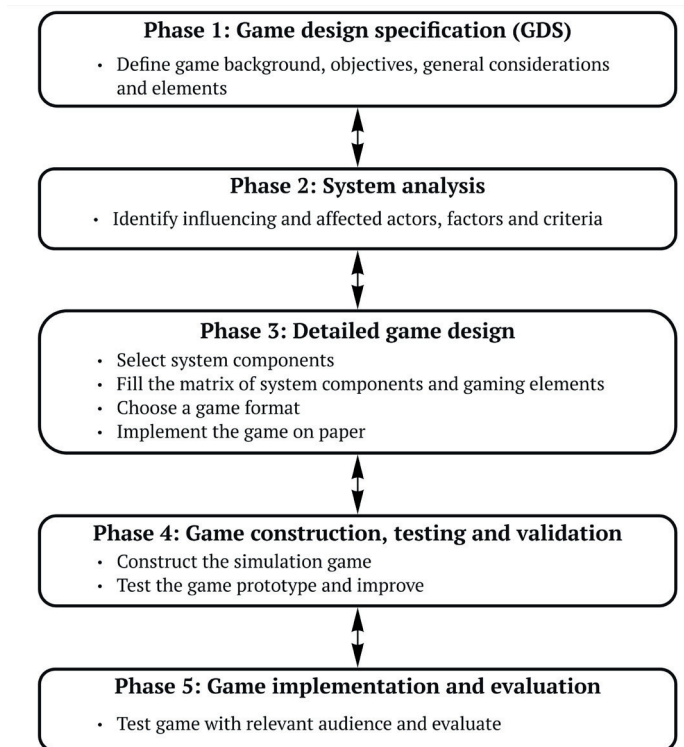 Phase 1: Game design specification (GDS)
• Define game background, objectives, general considerations
and elements
Phase 2: System analysis
• Identify influencing and affected actors, factors and criteria
Phase 3: Detailed game design
• Select system components
• Fill the matrix of system components and gaming elements
• Choose a game format
• Implement the game on paper
Phase 4: Game construction, testing and validation
• Construct the simulation game
• Test the game prototype and improve
Phase 5: Game implementation and evaluation
• Test game with relevant audience and evaluate